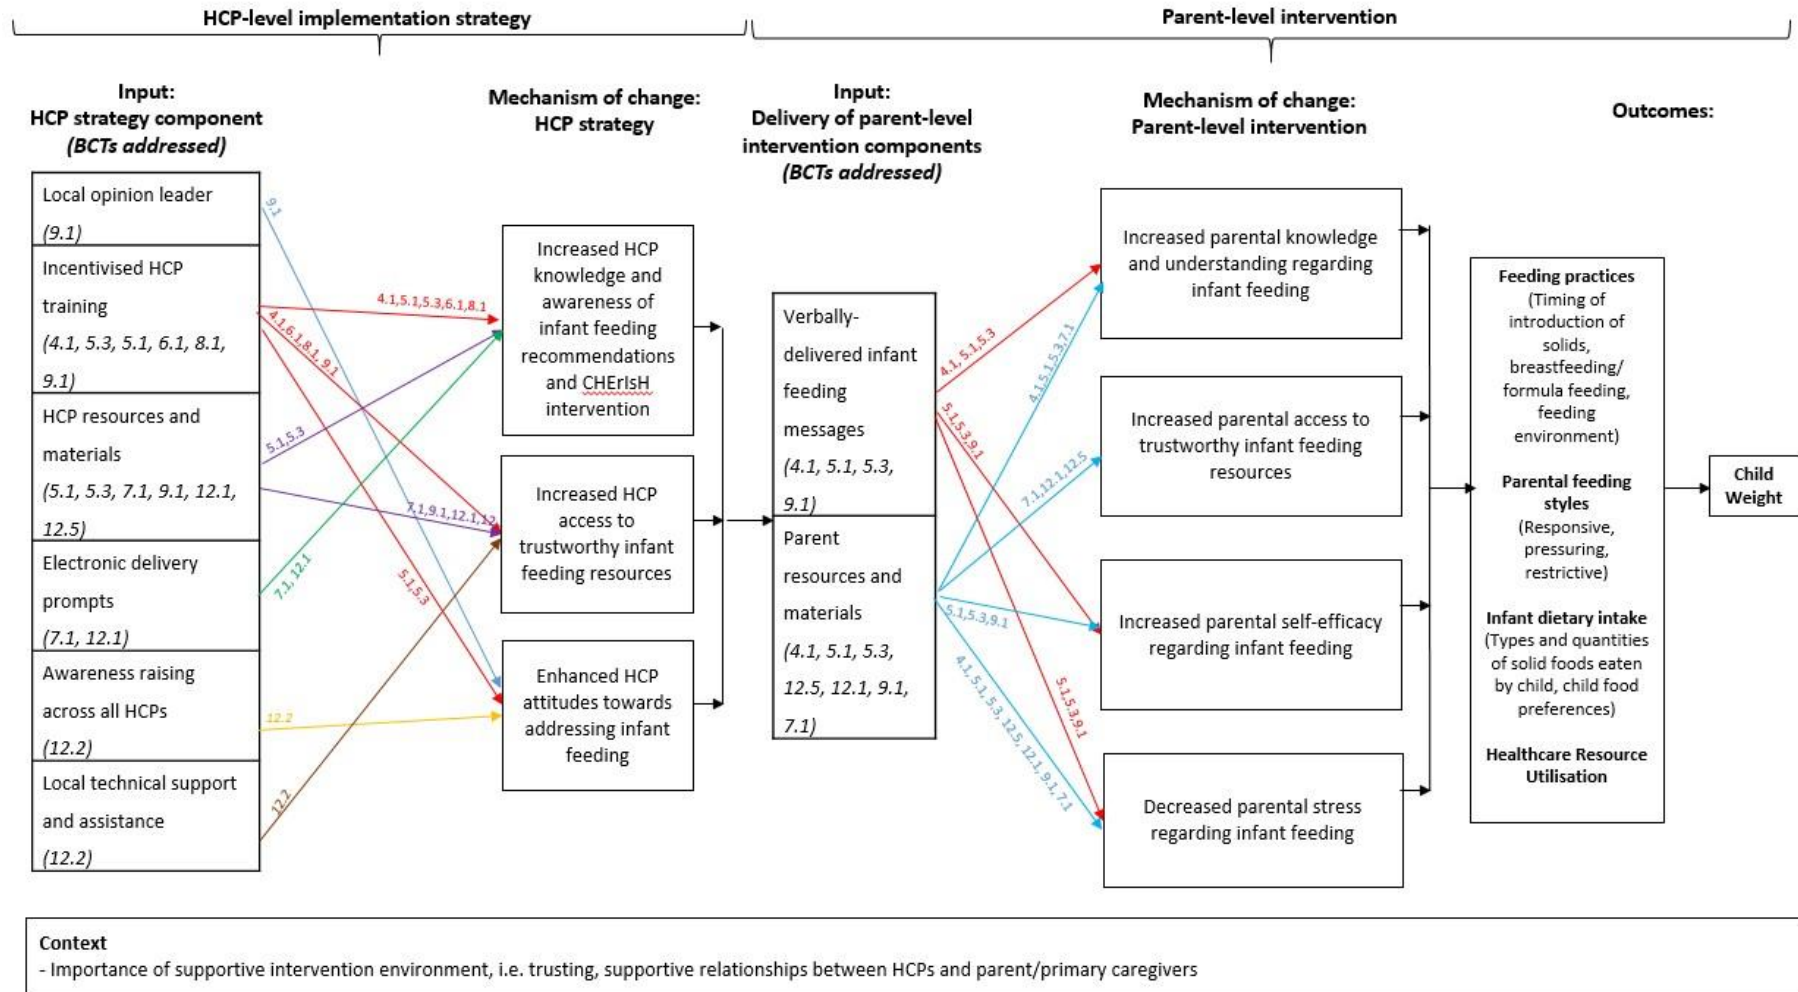 HCP-level implementation strategy
Parent-level intervention
Input:
HCP strategy component
(BCTs addressed)
Mechanism of change:
HCP strategy
Input:
Delivery of parent-level
intervention components
(BCTs addressed)
Mechanism of change:
Parent-level intervention
Outcomes:
Local opinion leader
(9.1)
Incentivised HCP
training
(4.1, 5.3, 5.1, 6.1, 8.1,
9.1)
HCP resources and
materials
(5.1, 5.3, 7.1, 9.1, 12.1,
12.5)
Electronic delivery
prompts
(7.1, 12.1)
Awareness raising
across all HCPs
(12.2)
Local technical support
and assistance
(12.2)
9.1
4.1,5.1,5.3,6.1,8.1
4.1,6.1,8.1, 9.1
5.1,5.3
5.1,5.3
7.1,9.1,12.1,12
7.1, 12.1
12.2
12.2
Increased HCP
knowledge and
awareness of
infant feeding
recommendations
and CHErIsH
intervention
Increased HCP
access to
trustworthy infant
feeding resources
Enhanced HCP
attitudes towards
addressing infant
feeding
Verbally-
delivered infant
feeding
messages
(4.1, 5.1, 5.3,
9.1)
Parent
resources and
materials
(4.1, 5.1, 5.3,
12.5, 12.1, 9.1,
7.1)
4.1, 5.1,5.3
5.1,5.3,9.1
5.1,5.3,9.1
4.1,5.1,5.3,7.1
7.1,12.1,12.5
5.1,5.3,9.1
4.1, 5.1,5.3, 12.5, 12.1, 9.1, 7.1
Increased parental knowledge
and understanding regarding
infant feeding
Increased parental access to
trustworthy infant feeding
resources
Increased parental self-efficacy
regarding infant feeding
Decreased parental stress
regarding infant feeding
Feeding practices
(Timing of
introduction of
solids,
breastfeeding/
formula feeding,
feeding
environment)
Parental feeding
styles
(Responsive,
pressuring,
restrictive)
Infant dietary intake
(Types and quantities
of solid foods eaten
by child, child food
preferences)
Healthcare Resource
Utilisation
Child
Weight
Context
- Importance of supportive intervention environment, i.e. trusting, supportive relationships between HCPs and parent/primary caregivers